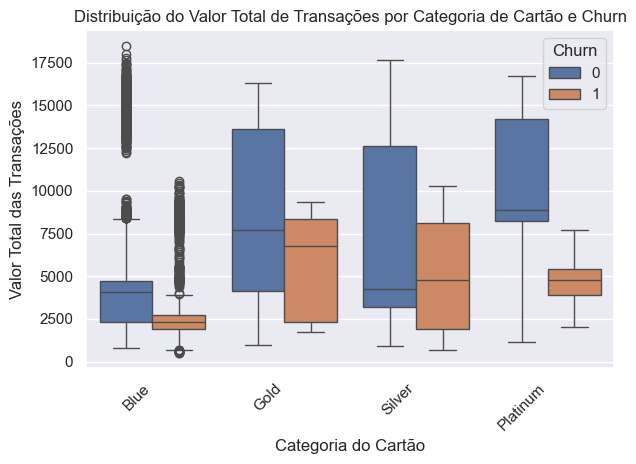 Distribuição do Valor Total de Transações por Categoria de Cartão e Churn
Churn
0
1
Valor Total das Transações
17500
15000
12500
10000
7500
5000
2500
0
Blue
Gold
Silver
Platinum
Categoria do Cartão